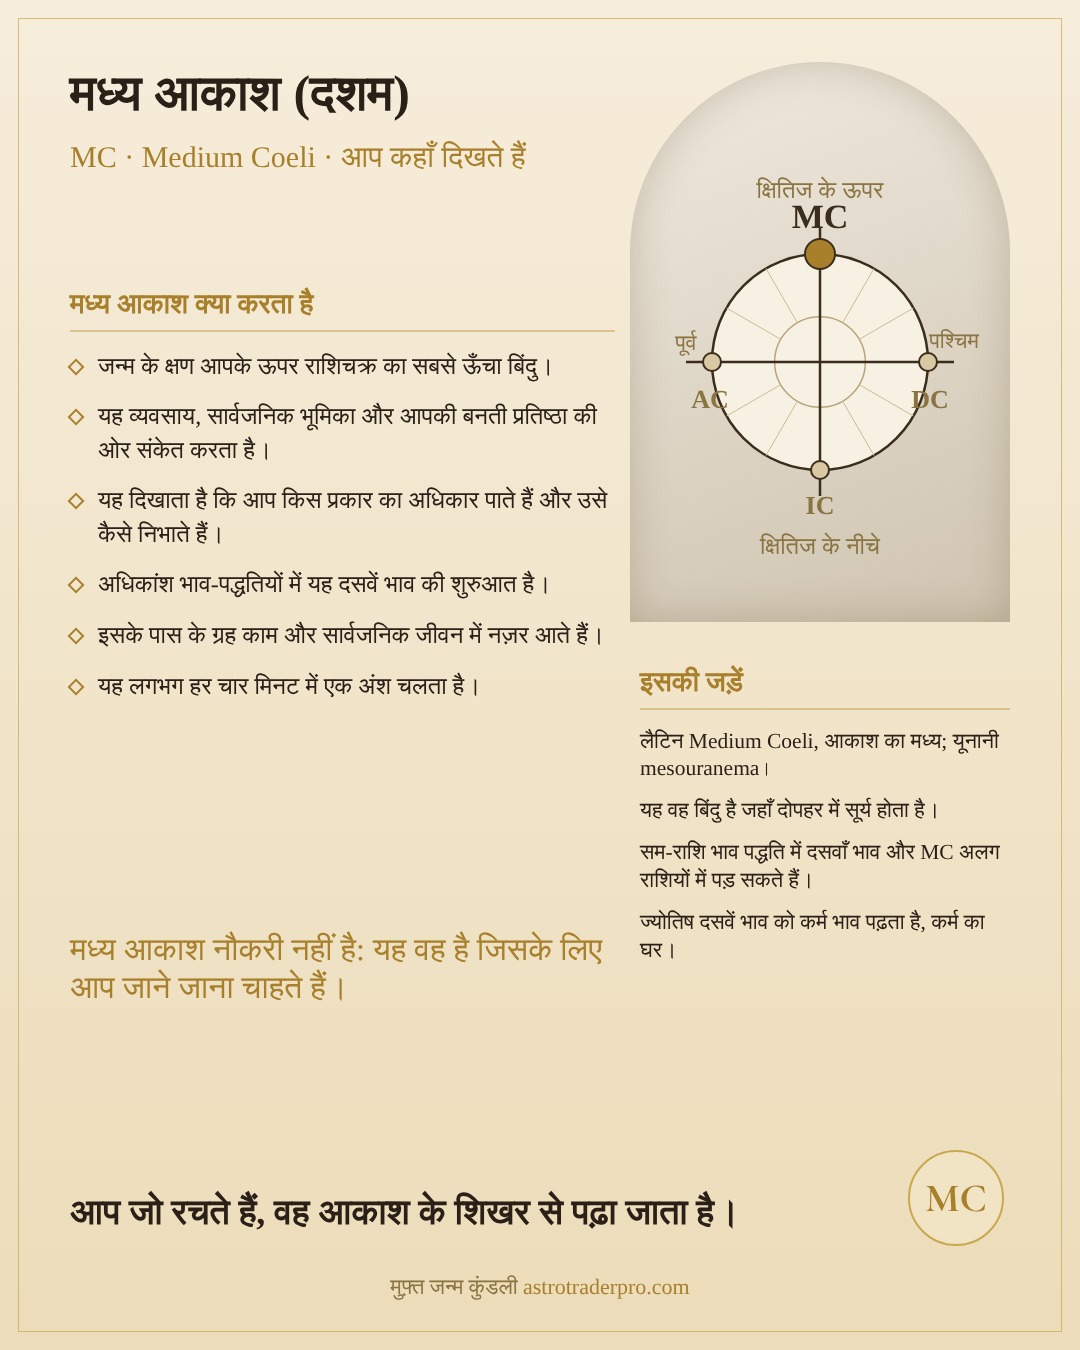 मध्य आकाश (दशम)
MC · Medium Coeli · आप कहाँ दिखते हैं
क्षितिज के ऊपर
MC
पूर्व
पश्चिम
AC
DC
IC
क्षितिज के नीचे
मध्य आकाश क्या करता है
जन्म के क्षण आपके ऊपर राशिचक्र का सबसे ऊँचा बिंदु।
यह व्यवसाय, सार्वजनिक भूमिका और आपकी बनती प्रतिष्ठा की
ओर संकेत करता है।
यह दिखाता है कि आप किस प्रकार का अधिकार पाते हैं और उसे
कैसे निभाते हैं।
अधिकांश भाव-पद्धतियों में यह दसवें भाव की शुरुआत है।
इसके पास के ग्रह काम और सार्वजनिक जीवन में नज़र आते हैं।
यह लगभग हर चार मिनट में एक अंश चलता है।
इसकी जड़ें
लैटिन Medium Coeli, आकाश का मध्य; यूनानी
mesouranema।
यह वह बिंदु है जहाँ दोपहर में सूर्य होता है।
सम-राशि भाव पद्धति में दसवाँ भाव और MC अलग
राशियों में पड़ सकते हैं।
ज्योतिष दसवें भाव को कर्म भाव पढ़ता है, कर्म का
घर।
मध्य आकाश नौकरी नहीं है: यह वह है जिसके लिए
आप जाने जाना चाहते हैं।
आप जो रचते हैं, वह आकाश के शिखर से पढ़ा जाता है।
MC
मुफ़्त जन्म कुंडली astrotraderpro.com